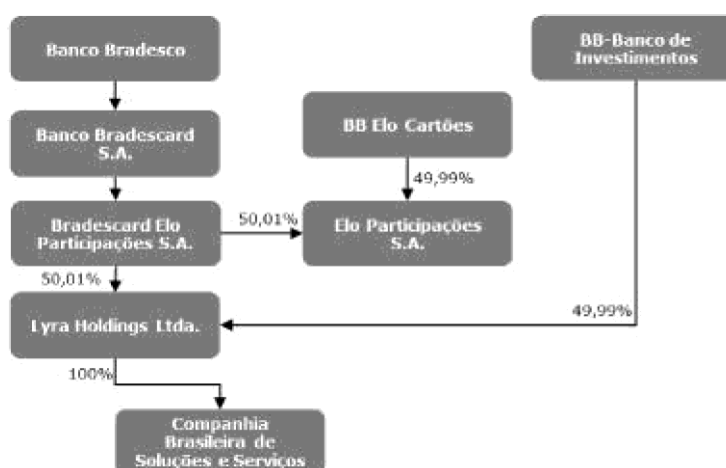 Banco Bradesco
BB-Banco de
Investimentos
Banco Bradescard
S.A.
BB Elo Cartões
49,99%
Bradescard Elo
Participações S.A.
50,01%
Elo Participações
S.A.
50,01%
Lyra Holdings Ltda.
49,99%
100%
Companhia
Brasileira de
Soluções e Serviços